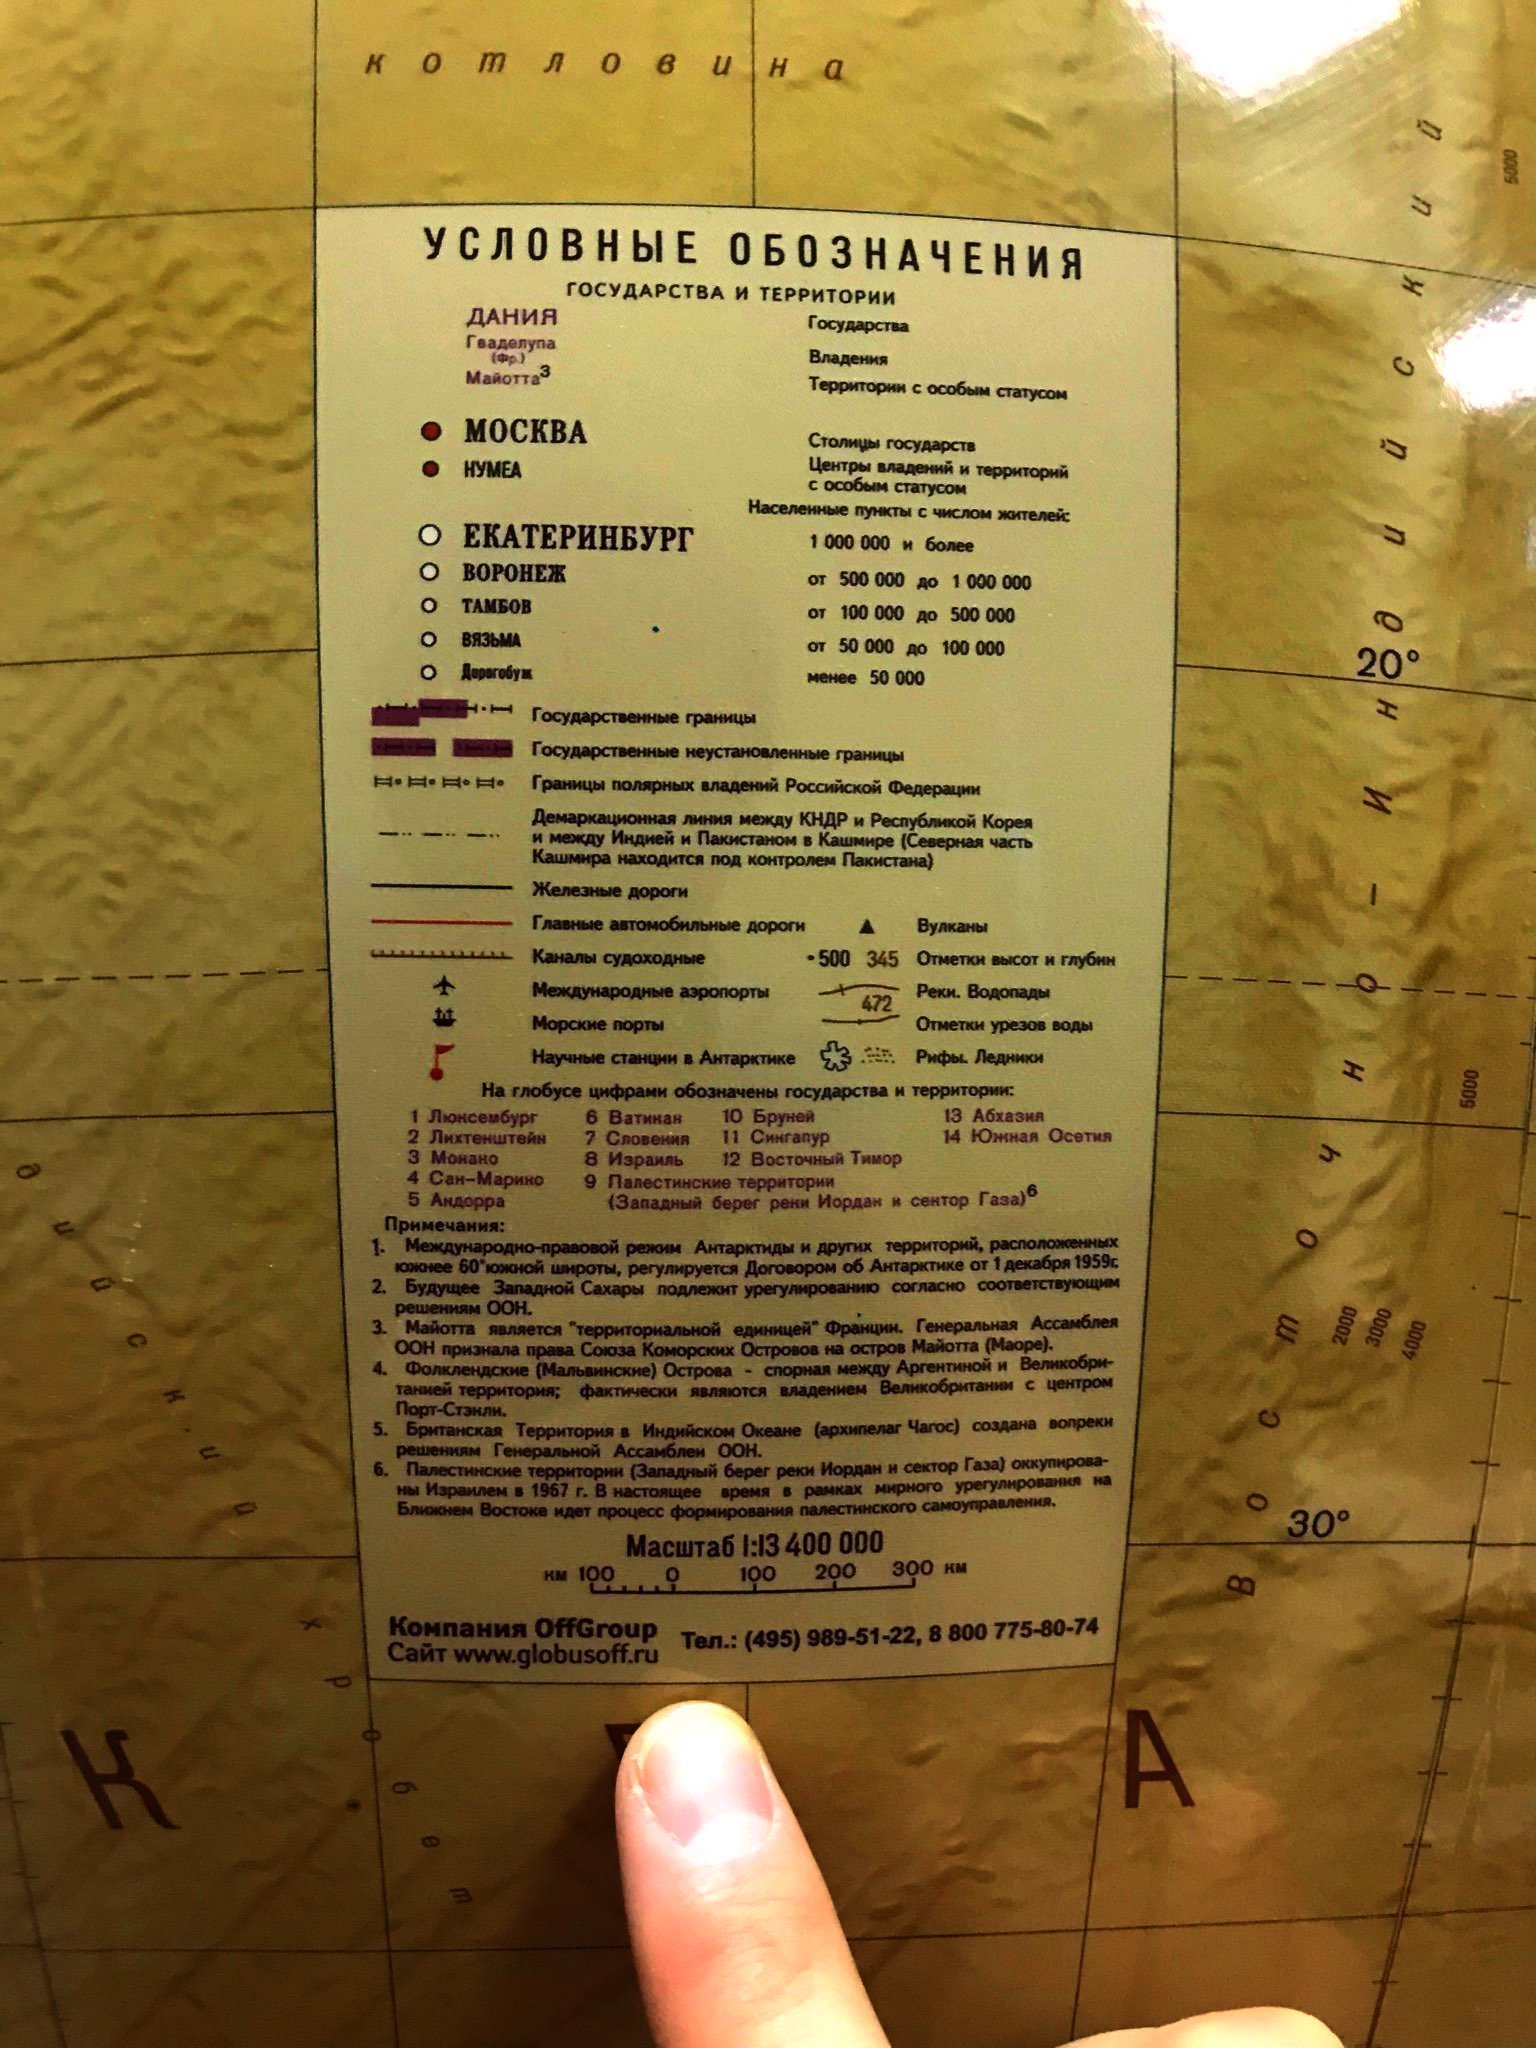 котловина
УСЛОВНЫЕ ОБОЗНАЧЕНИЯ
ГОСУДАРСТВА И ТЕРРИТОРИИ
ДАНИЯ Государства
Гваделупа
(Фр.) Владения
Майотта³ Территории с особым статусом
МОСКВА Столицы государств
НУМЕА Центры владений и территорий
с особым статусом
Населенные пункты с числом жителей:
ЕКАТЕРИНБУРГ 1 000 000 и более
ВОРОНЕЖ от 500 000 до 1 000 000
ТАМБОВ от 100 000 до 500 000
ВЯЗЬМА от 50 000 до 100 000
Дорогобуж менее 50 000
Государственные границы
Государственные неустановленные границы
Границы полярных владений Российской Федерации
Демаркационная линия между КНДР и Республикой Корея
и между Индией и Пакистаном в Кашмире (Северная часть
Кашмира находится под контролем Пакистана)
Железные дороги
Главные автомобильные дороги Вулканы
Каналы судоходные •500 345 Отметки высот и глубин
Международные аэропорты Реки. Водопады
Морские порты 472 Отметки урезов воды
Научные станции в Антарктике Рифы. Ледники
На глобусе цифрами обозначены государства и территории:
1 Люксембург 6 Ватикан 10 Бруней 13 Абхазия
2 Лихтенштейн 7 Словения 11 Сингапур 14 Южная Осетия
3 Монако 8 Израиль 12 Восточный Тимор
4 Сан-Марино 9 Палестинские территории
5 Андорра (Западный берег реки Иордан и сектор Газа)⁶
Примечания:
1. Международно-правовой режим Антарктиды и других территорий, расположенных
южнее 60°южной широты, регулируется Договором об Антарктике от 1 декабря 1959г.
2. Будущее Западной Сахары подлежит урегулированию согласно соответствующим
решениям ООН.
3. Майотта является "территориальной единицей" Франции. Генеральная Ассамблея
ООН признала права Союза Коморских Островов на остров Майотта (Маоре).
4. Фолклендские (Мальвинские) Острова - спорная между Аргентиной и Великобри-
танией территория; фактически являются владением Великобритании с центром
Порт-Стэнли.
5. Британская Территория в Индийском Океане (архипелаг Чагос) создана вопреки
решениям Генеральной Ассамблеи ООН.
6. Палестинские территории (Западный берег реки Иордан и сектор Газа) оккупирова-
ны Израилем в 1967 г. В настоящее время в рамках мирного урегулирования на
Ближнем Востоке идет процесс формирования палестинского самоуправления.
Масштаб 1:13 400 000
км 100 0 100 200 300 км
Компания OffGroup
Сайт www.globusoff.ru
Тел.: (495) 989-51-22, 8 800 775-80-74
Восточно-Индийский
хребет
5000
20°
5000
2000
3000
4000
30°
К
А